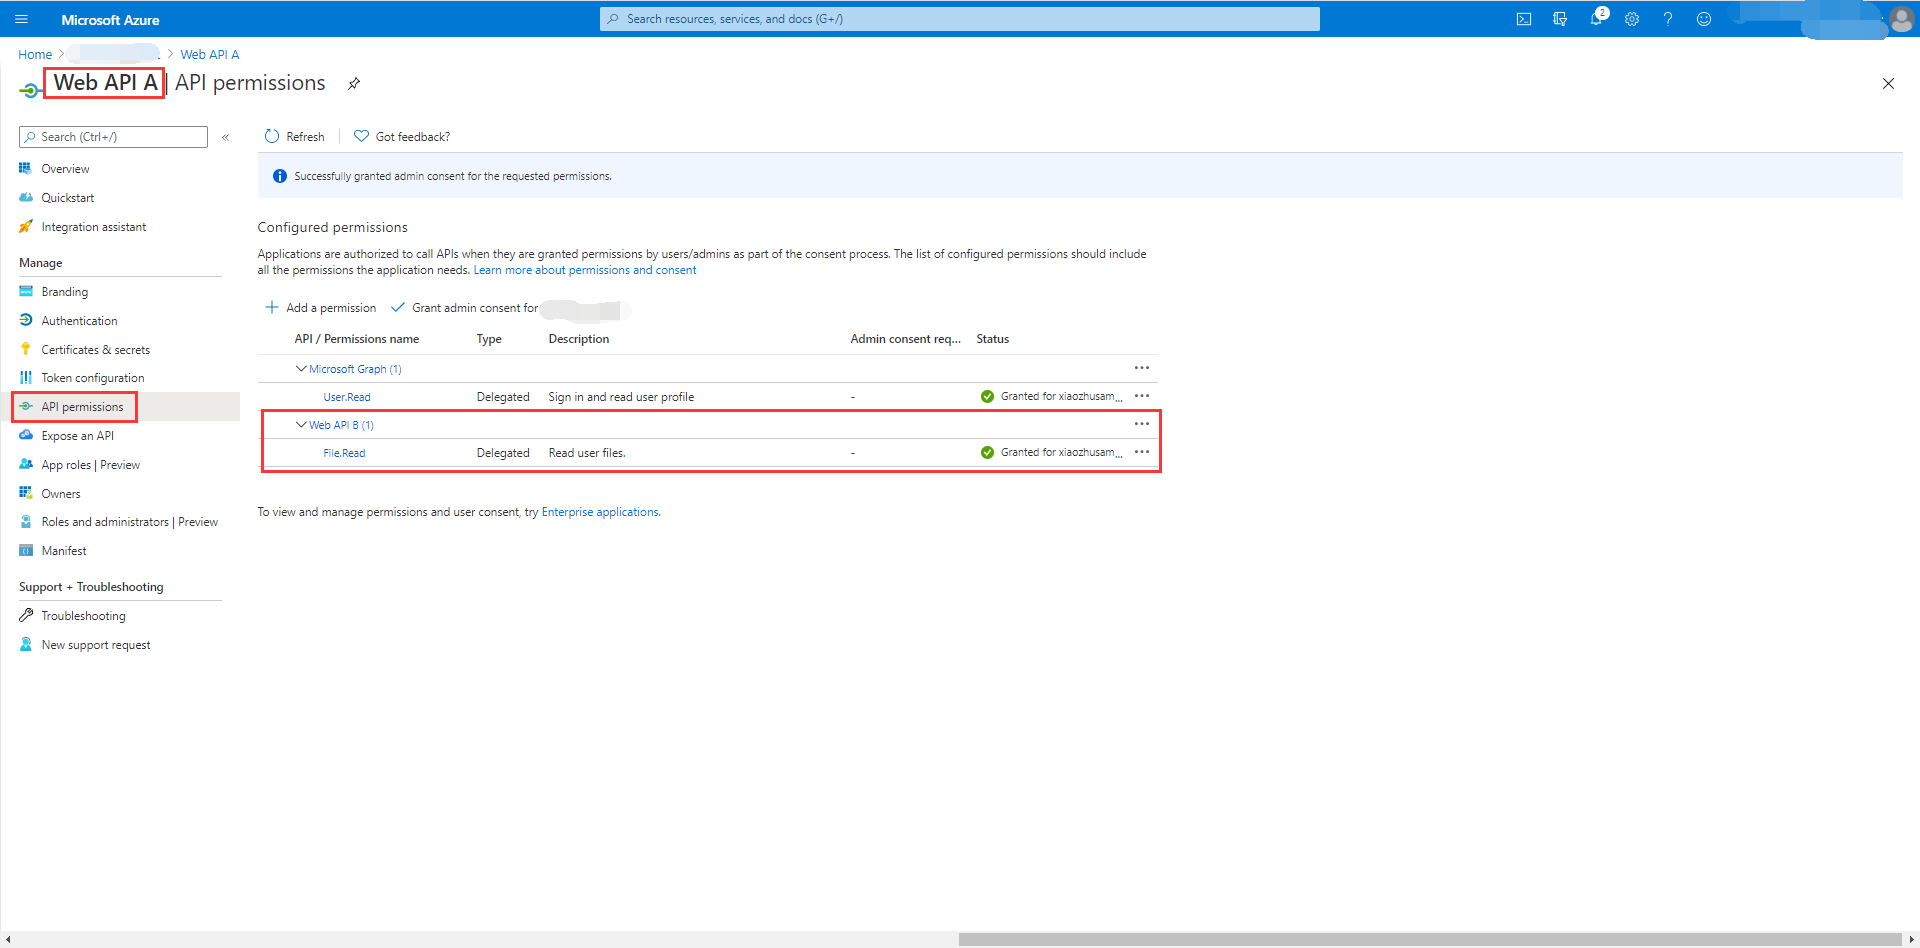 Microsoft Azure
Search resources, services, and docs (G+/)
2
Home > > Web API A
Web API A | API permissions
Search (Ctrl+/)
«
Refresh
Got feedback?
Overview
Quickstart
Integration assistant
Manage
Branding
Authentication
Certificates & secrets
Token configuration
API permissions
Expose an API
App roles | Preview
Owners
Roles and administrators | Preview
Manifest
Support + Troubleshooting
Troubleshooting
New support request
Successfully granted admin consent for the requested permissions.
Configured permissions
Applications are authorized to call APIs when they are granted permissions by users/admins as part of the consent process. The list of configured permissions should include
all the permissions the application needs. Learn more about permissions and consent
Add a permission
Grant admin consent for
API / Permissions name Type Description Admin consent req... Status
Microsoft Graph (1) ...
User.Read Delegated Sign in and read user profile - Granted for xiaozhusam... ...
Web API B (1) ...
File.Read Delegated Read user files. - Granted for xiaozhusam... ...
To view and manage permissions and user consent, try Enterprise applications.